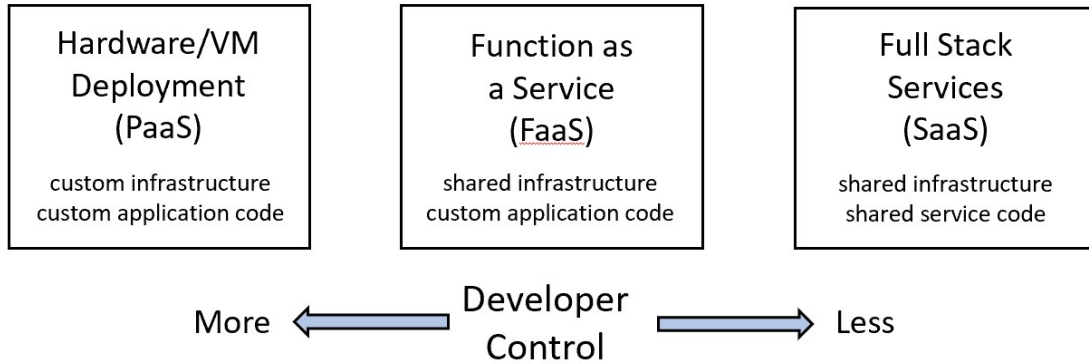 Hardware/VM
Deployment
(PaaS)
custom infrastructure
custom application code
Function as
a Service
(FaaS)
shared infrastructure
custom application code
Full Stack
Services
(SaaS)
shared infrastructure
shared service code
More
Developer
Control
Less